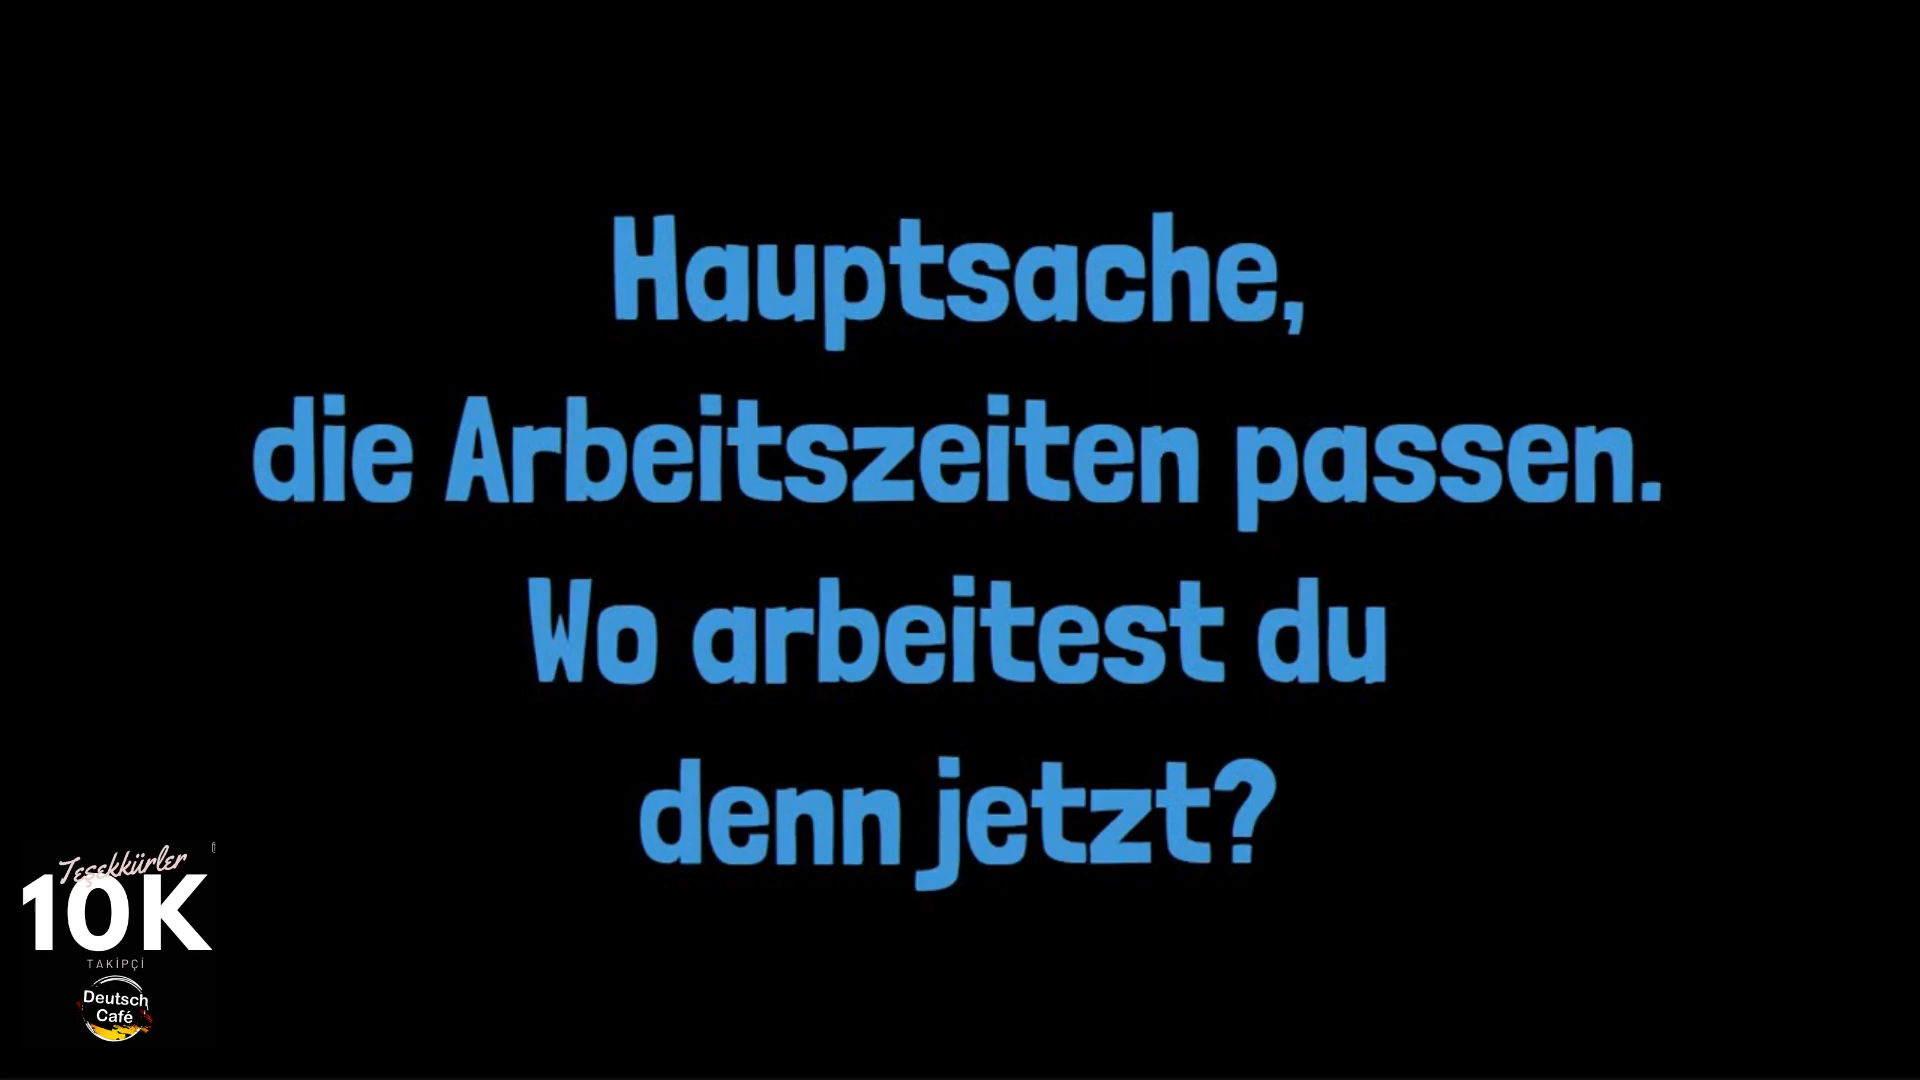 Hauptsache,
die Arbeitszeiten passen.
Wo arbeitest du
denn jetzt?
Teşekkürler
10K
TAKİPÇİ
Deutsch
Café